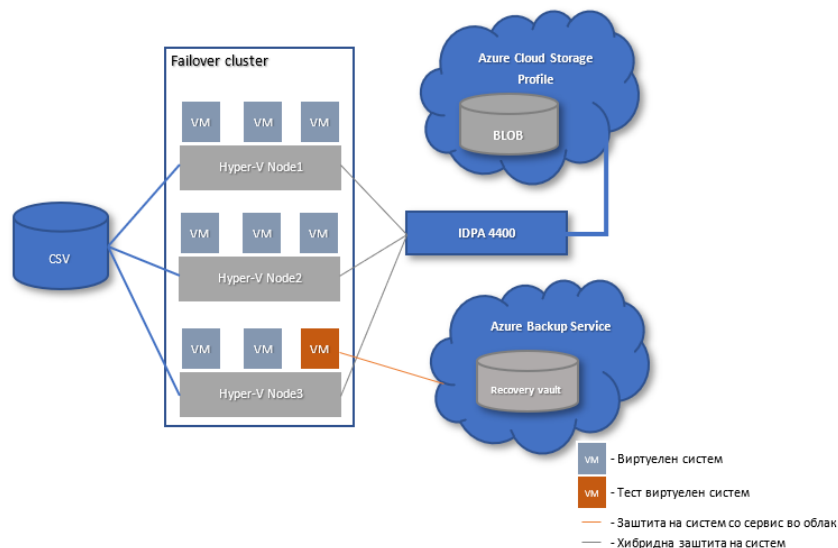 Failover cluster
VM VM VM
Hyper-V Node1
VM VM VM
Hyper-V Node2
VM VM VM
Hyper-V Node3
CSV
Azure Cloud Storage
Profile
BLOB
IDPA 4400
Azure Backup Service
Recovery vault
VM - Виртуелен систем
VM - Тест виртуелен систем
- Заштита на систем со сервис во облак
- Хибридна заштита на систем